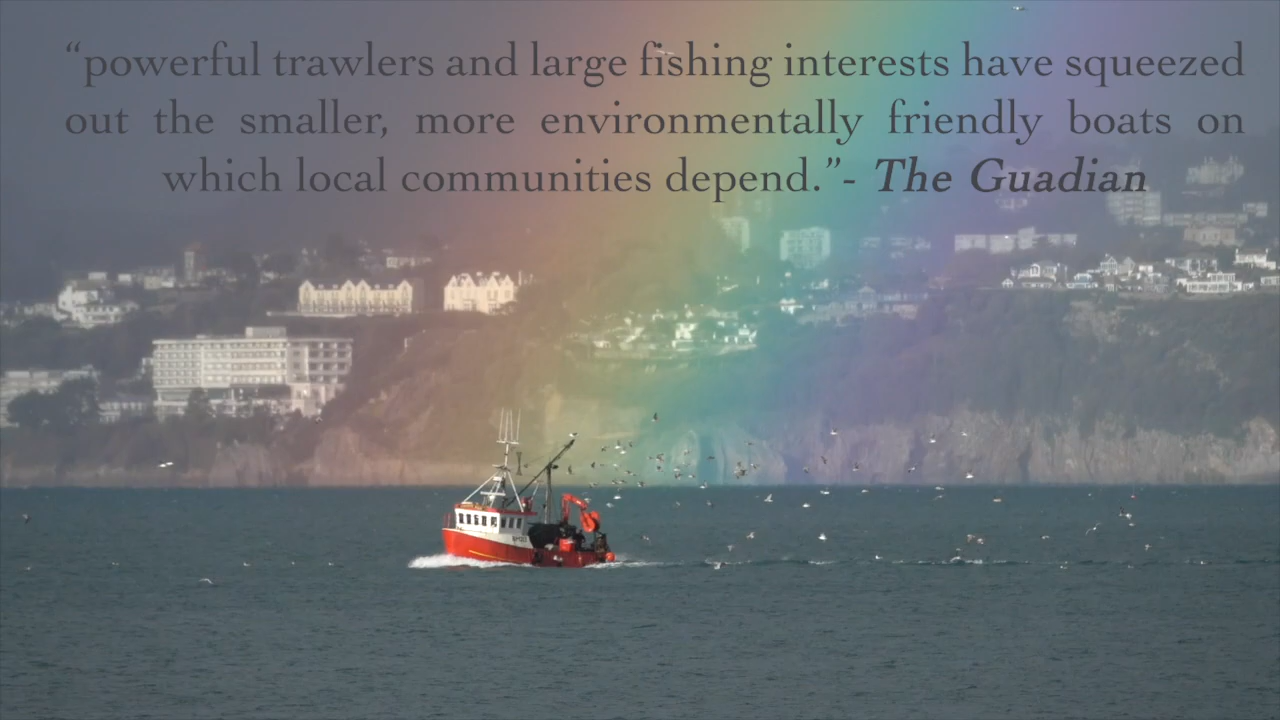 “powerful trawlers and large fishing interests have squeezed
out the smaller, more environmentally friendly boats on
which local communities depend.”- The Guadian